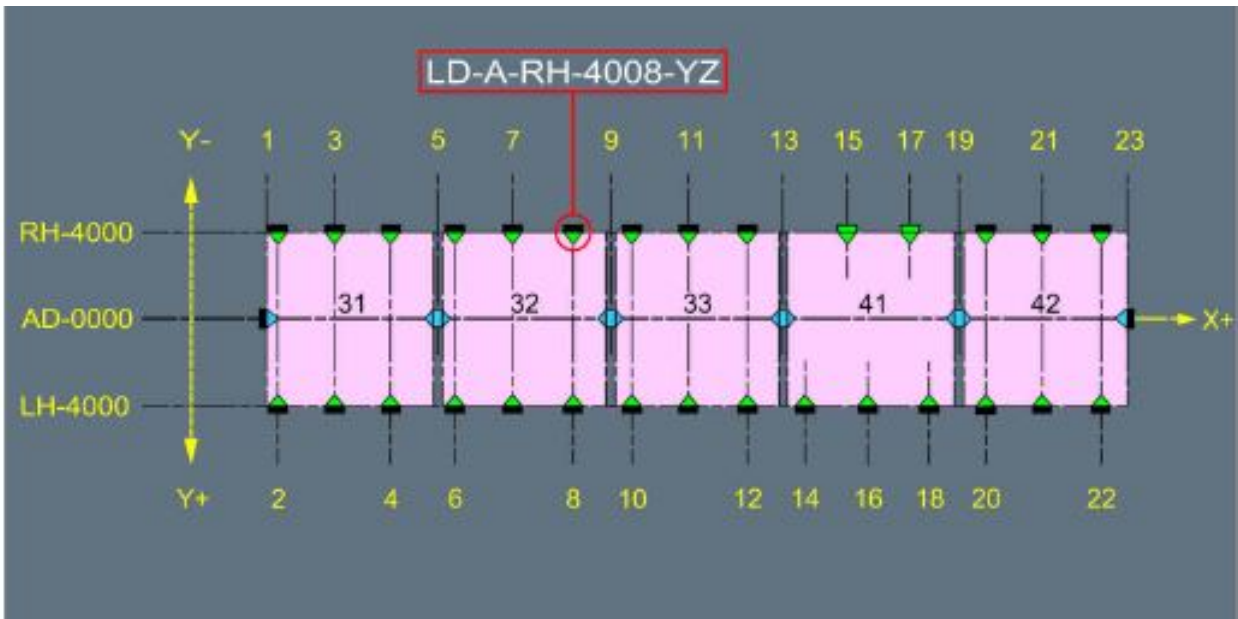 LD-A-RH-4008-YZ
Y- 1 3 5 7 9 11 13 15 17 19 21 23
RH-4000
31 32 33 41 42
AD-0000 X+
LH-4000
Y+ 2 4 6 8 10 12 14 16 18 20 22